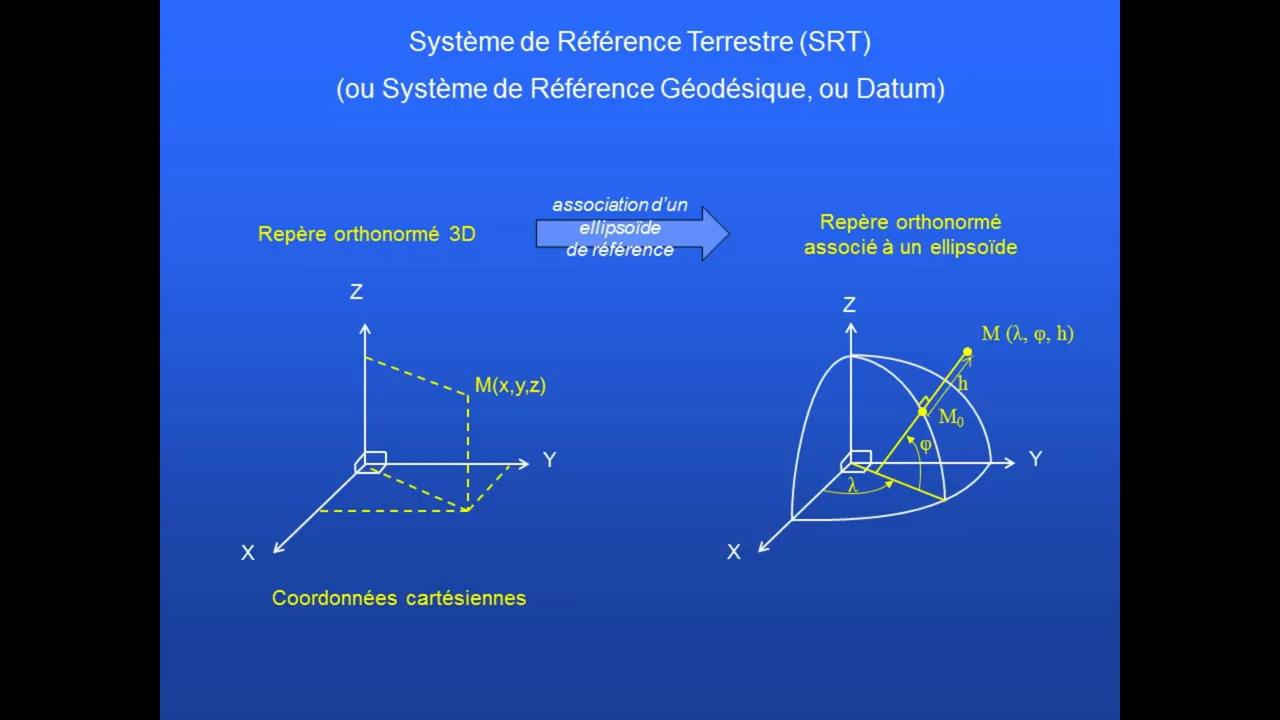 Système de Référence Terrestre (SRT)
(ou Système de Référence Géodésique, ou Datum)
Repère orthonormé 3D
association d'un
ellipsoïde
de référence
Repère orthonormé
associé à un ellipsoïde
Z
M(x,y,z)
Y
X
Coordonnées cartésiennes
Z
M (λ, φ, h)
h
M₀
φ
Y
λ
X